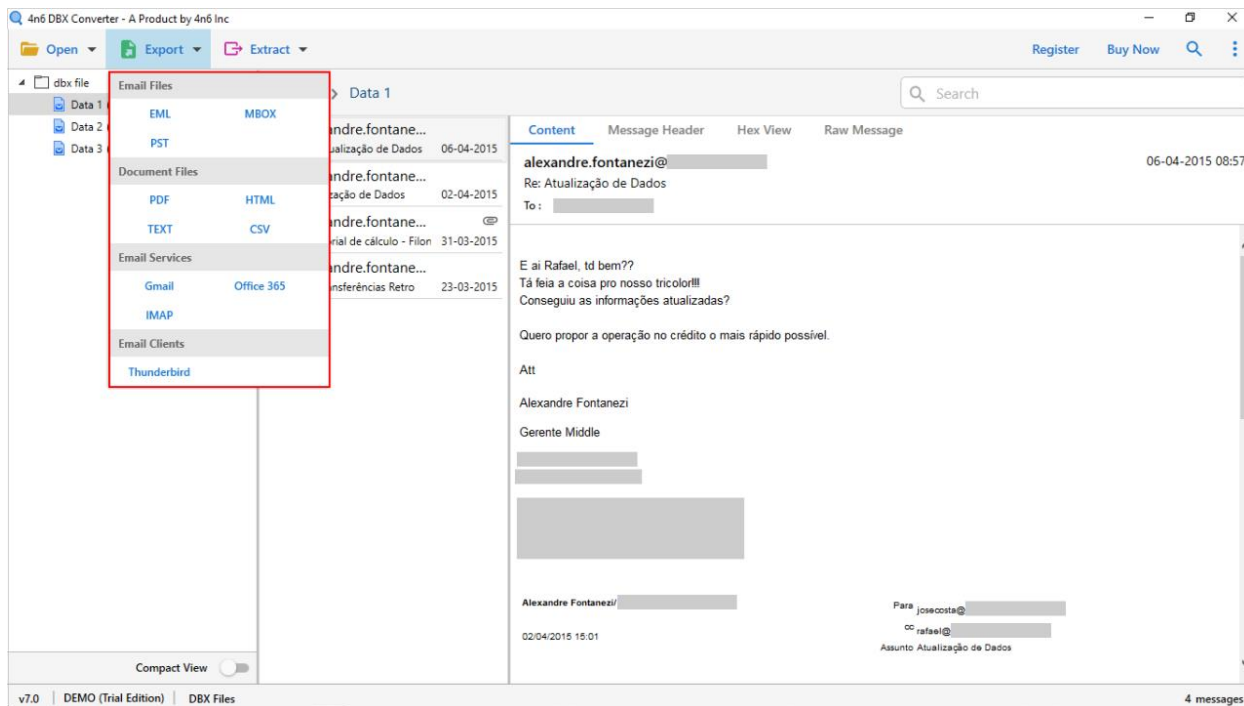 4n6 DBX Converter - A Product by 4n6 Inc
Open Export Extract Register Buy Now
dbx file
Data 1
Data 2
Data 3
Email Files
EML MBOX
PST
Document Files
PDF HTML
TEXT CSV
Email Services
Gmail Office 365
IMAP
Email Clients
Thunderbird
Compact View
> Data 1
Search
andre.fontane...
ualização de Dados 06-04-2015
andre.fontane...
zação de Dados 02-04-2015
andre.fontane...
rial de cálculo - Filon 31-03-2015
andre.fontane...
nsferências Retro 23-03-2015
Content Message Header Hex View Raw Message
alexandre.fontanezi@ 06-04-2015 08:57
Re: Atualização de Dados
To :
E ai Rafael, td bem??
Tá feia a coisa pro nosso tricolor!!!
Conseguiu as informações atualizadas?
Quero propor a operação no crédito o mais rápido possível.
Att
Alexandre Fontanezi
Gerente Middle
Alexandre Fontanezi/
02/04/2015 15:01
Para josecosta@
cc rafael@
Assunto Atualização de Dados
v7.0 DEMO (Trial Edition) DBX Files 4 messages